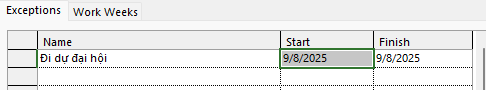 Exceptions Work Weeks
Name Start Finish
Đi dự đại hội 9/8/2025 9/8/2025